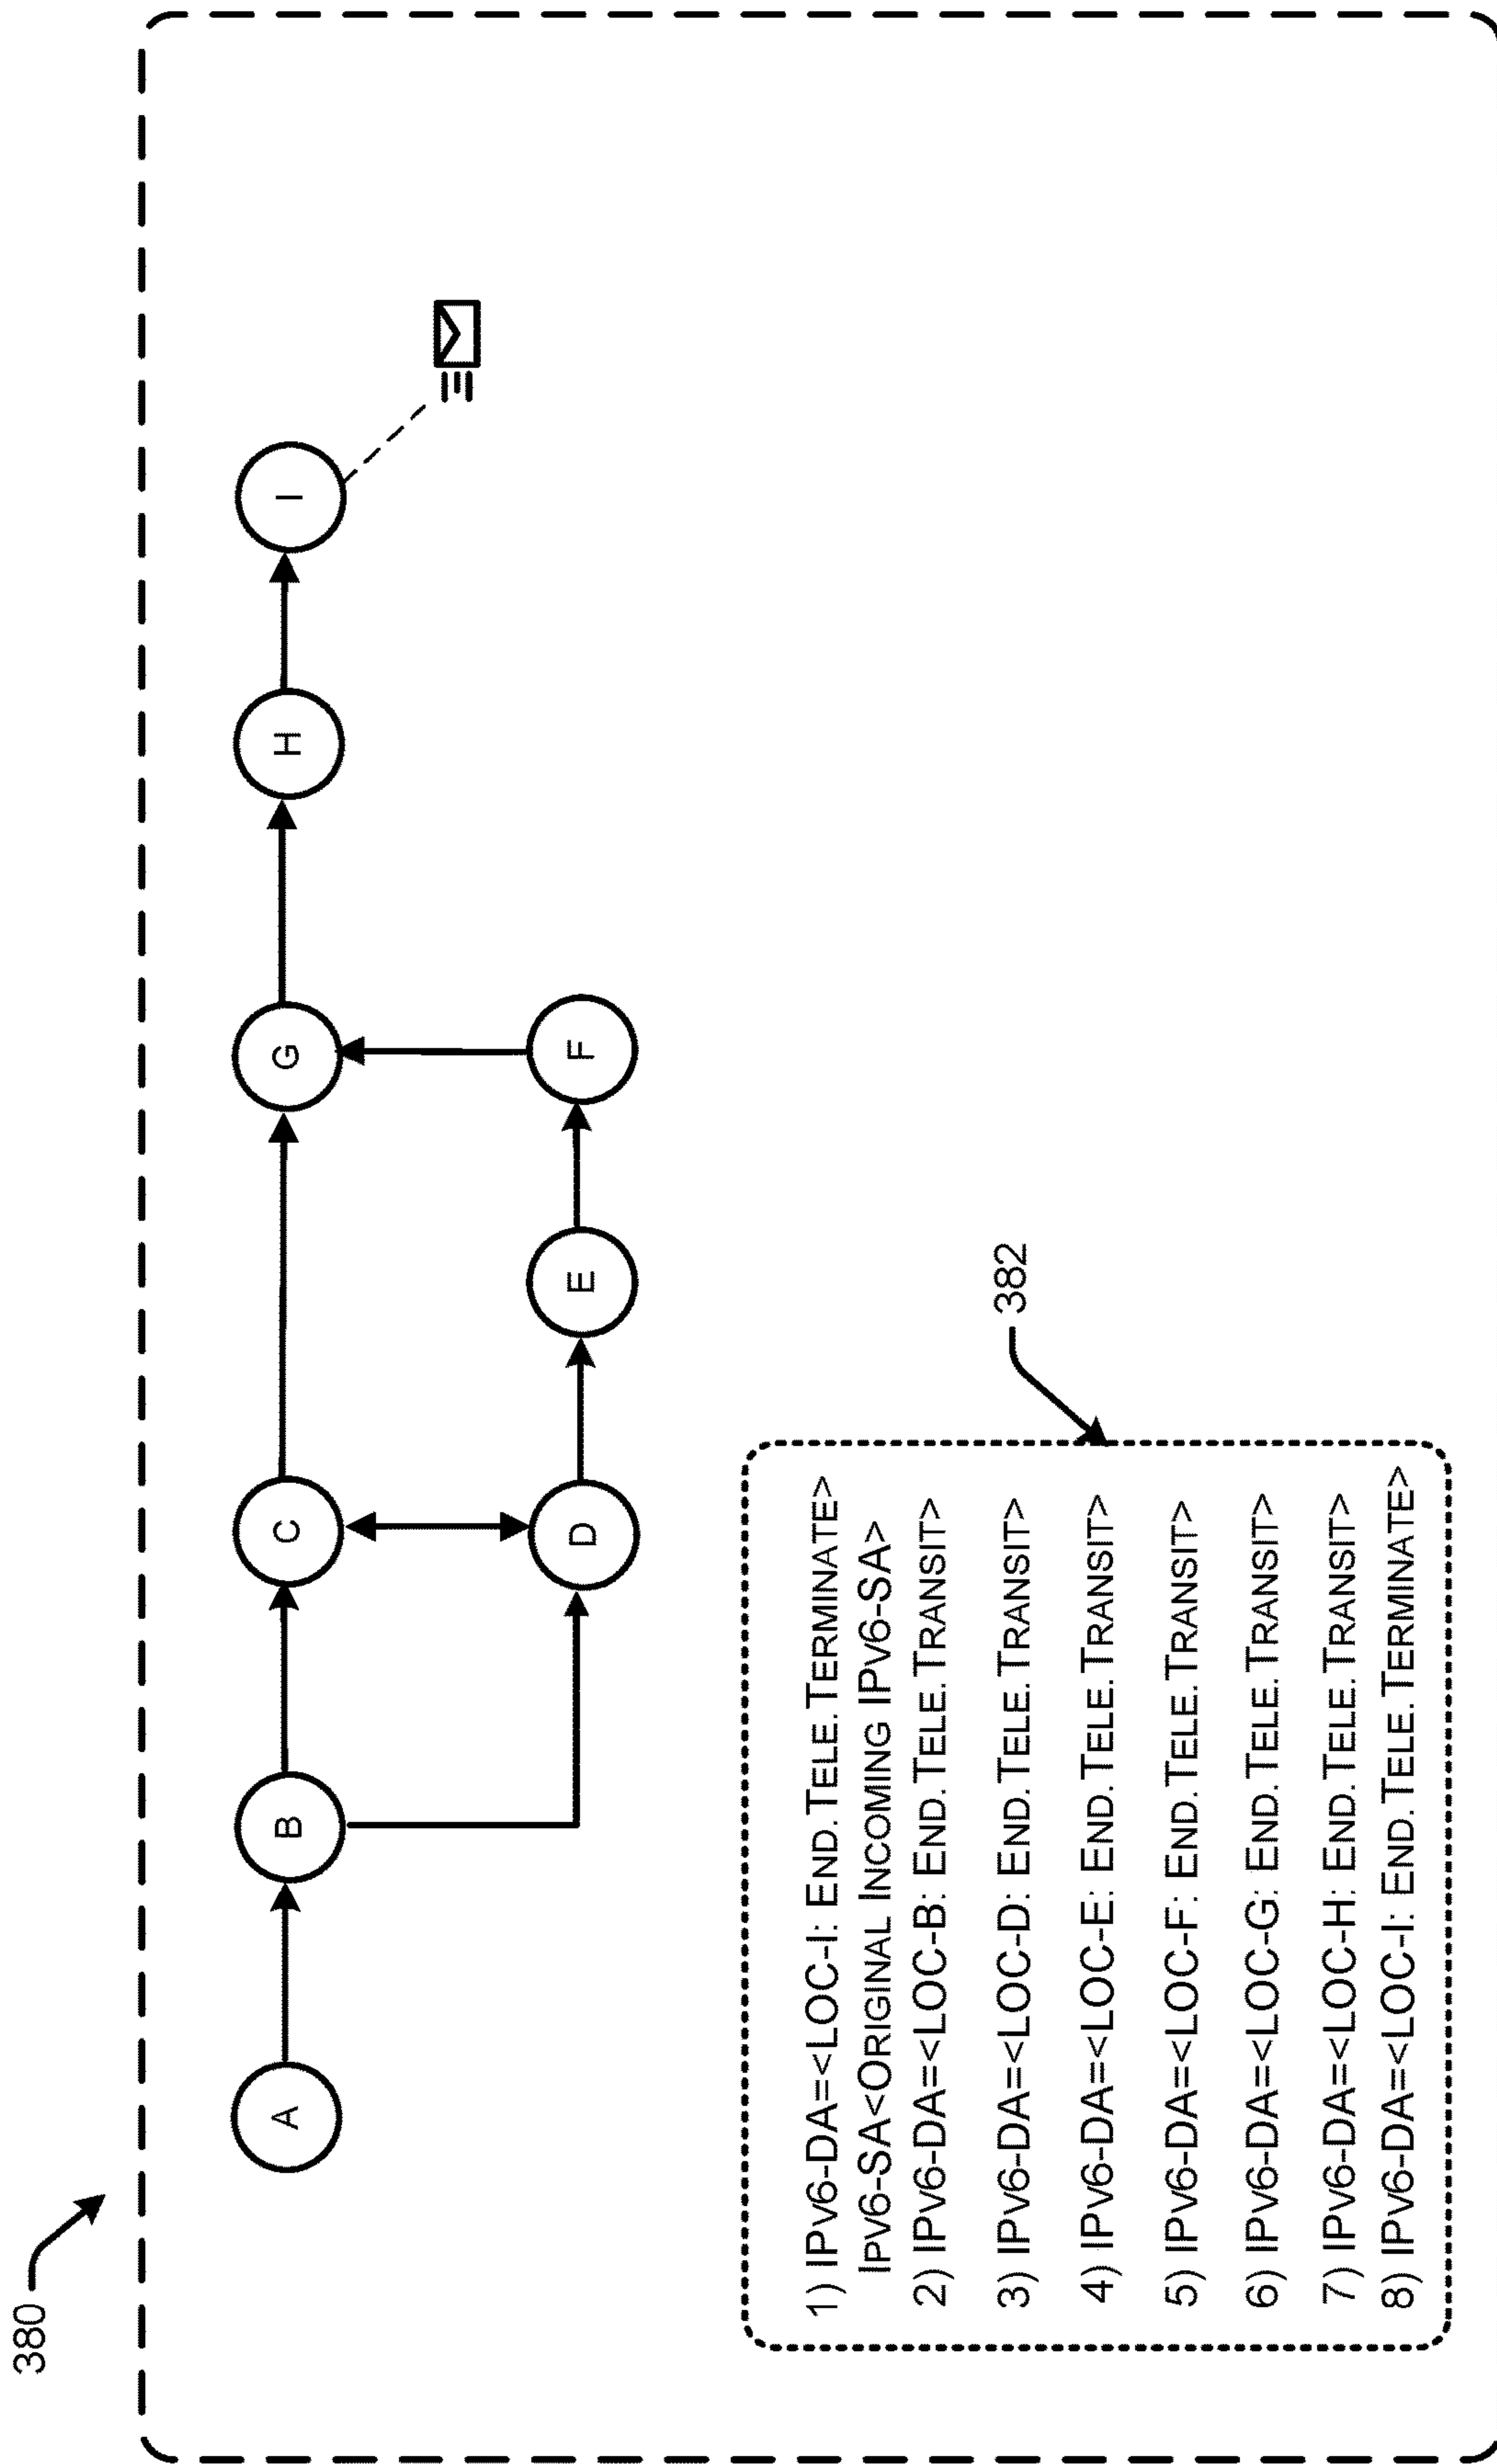 380
A
B
C
D
E
F
G
H
I
382
1) IPV6-DA=<LOC-I: END.TELE.TERMINATE>
IPV6-SA<ORIGINAL INCOMING IPV6-SA>
2) IPV6-DA=<LOC-B: END.TELE.TRANSIT>
3) IPV6-DA=<LOC-D: END.TELE.TRANSIT>
4) IPV6-DA=<LOC-E: END.TELE.TRANSIT>
5) IPV6-DA=<LOC-F: END.TELE.TRANSIT>
6) IPV6-DA=<LOC-G: END.TELE.TRANSIT>
7) IPV6-DA=<LOC-H: END.TELE.TRANSIT>
8) IPV6-DA=<LOC-I: END.TELE.TERMINATE>